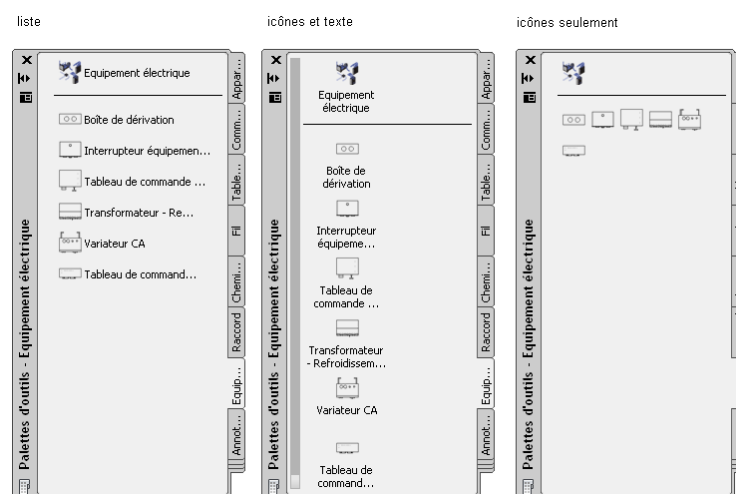 liste
icônes et texte
icônes seulement
Equipement électrique
Boîte de dérivation
Interrupteur équipemen...
Tableau de commande ...
Transformateur - Re...
Variateur CA
Tableau de command...
Appar...
Comm...
Table...
Fil
Chemi...
Raccord
Equip...
Annot...
Palettes d'outils - Equipement électrique
Equipement
électrique
Boîte de
dérivation
Interrupteur
équipeme...
Tableau de
commande ...
Transformateur
- Refroidissem...
Variateur CA
Tableau de
command...
Appar...
Comm...
Table...
Fil
Chemi...
Raccord
Equip...
Annot...
Palettes d'outils - Equipement électrique
Palettes d'outils - Equipement électrique